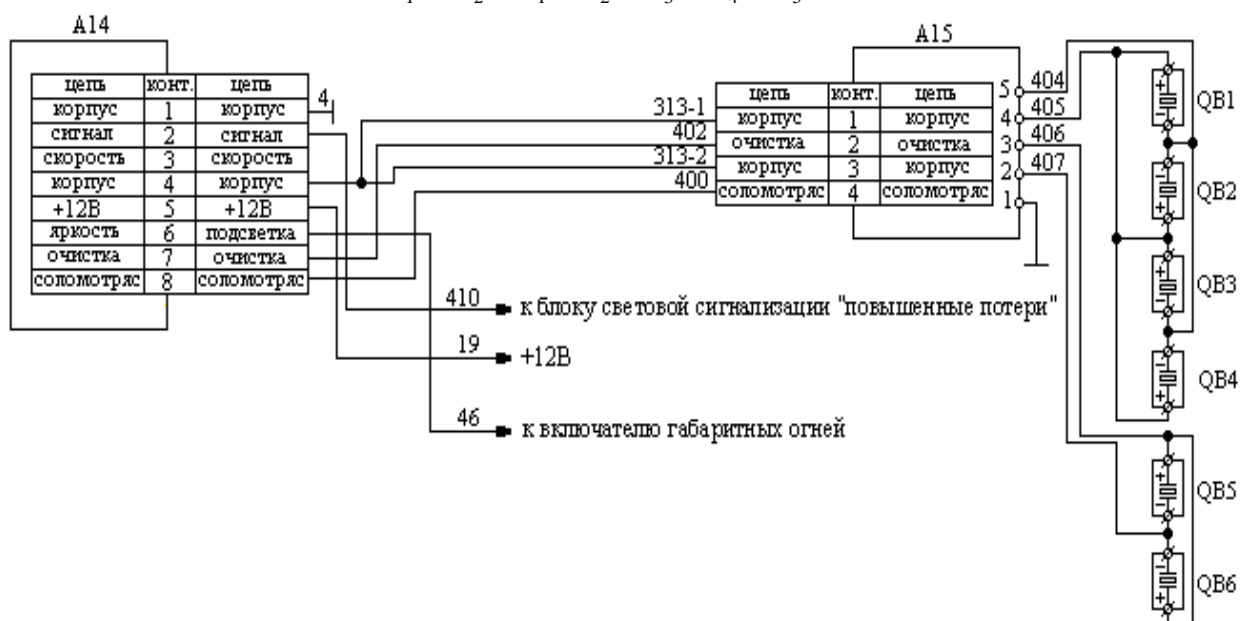 A14
цепь конт. цепь
корпус 1 корпус
сигнал 2 сигнал
скорость 3 скорость
корпус 4 корпус
+12В 5 +12В
яркость 6 подсветка
очистка 7 очистка
соломотряс 8 соломотряс
4
313-1
402
313-2
400
A15
цепь конт. цепь
корпус 1 корпус
очистка 2 очистка
корпус 3 корпус
соломотряс 4 соломотряс
5 404
4 405
3 406
2 407
1
QB1
QB2
QB3
QB4
QB5
QB6
410 к блоку световой сигнализации "повышенные потери"
19 +12В
46 к включателю габаритных огней